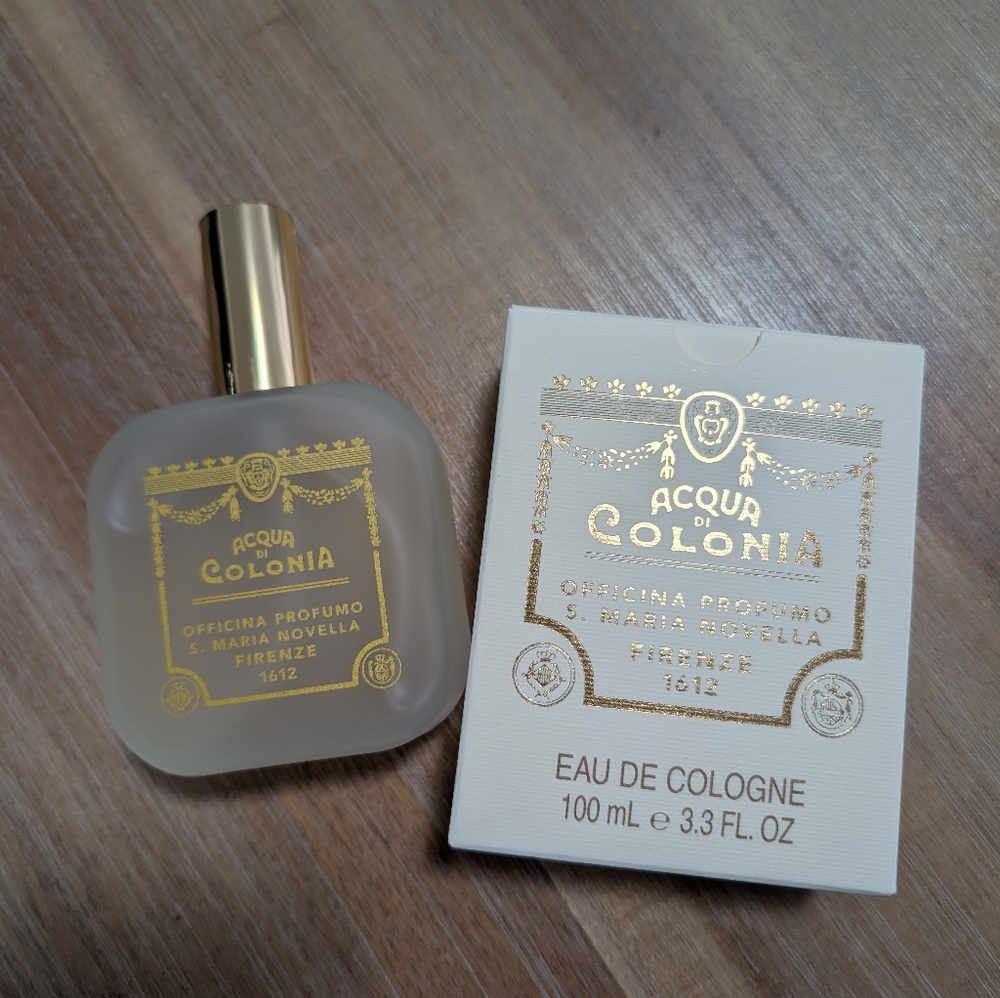 ACQUA
DI
COLONIA
OFFICINA PROFUMO
S. MARIA NOVELLA
FIRENZE
1612
ACQUA
DI
COLONIA
OFFICINA PROFUMO
S. MARIA NOVELLA
FIRENZE
1612
EAU DE COLOGNE
100 mL ℮ 3.3 FL. OZ